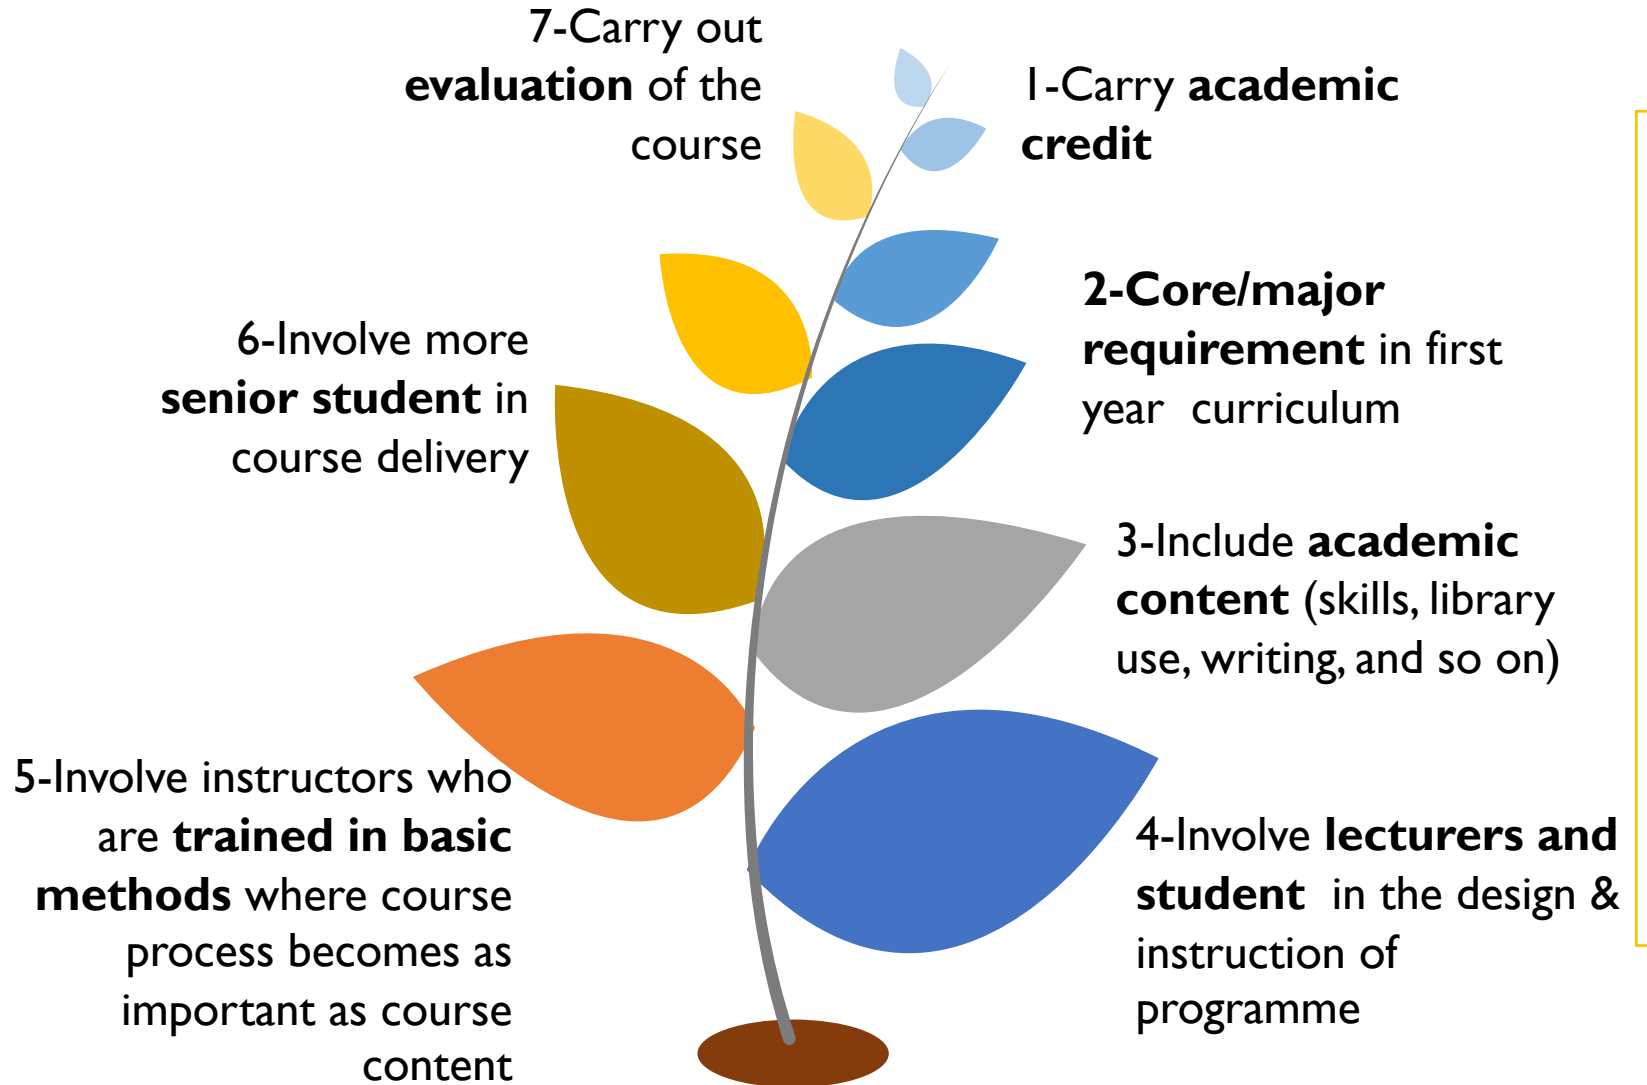 1-Carry academic
credit
2-Core/major
requirement in first
year curriculum
3-Include academic
content (skills, library
use, writing, and so on)
4-Involve lecturers and
student in the design &
instruction of
programme
5-Involve instructors who
are trained in basic
methods where course
process becomes as
important as course
content
6-Involve more
senior student in
course delivery
7-Carry out
evaluation of the
course